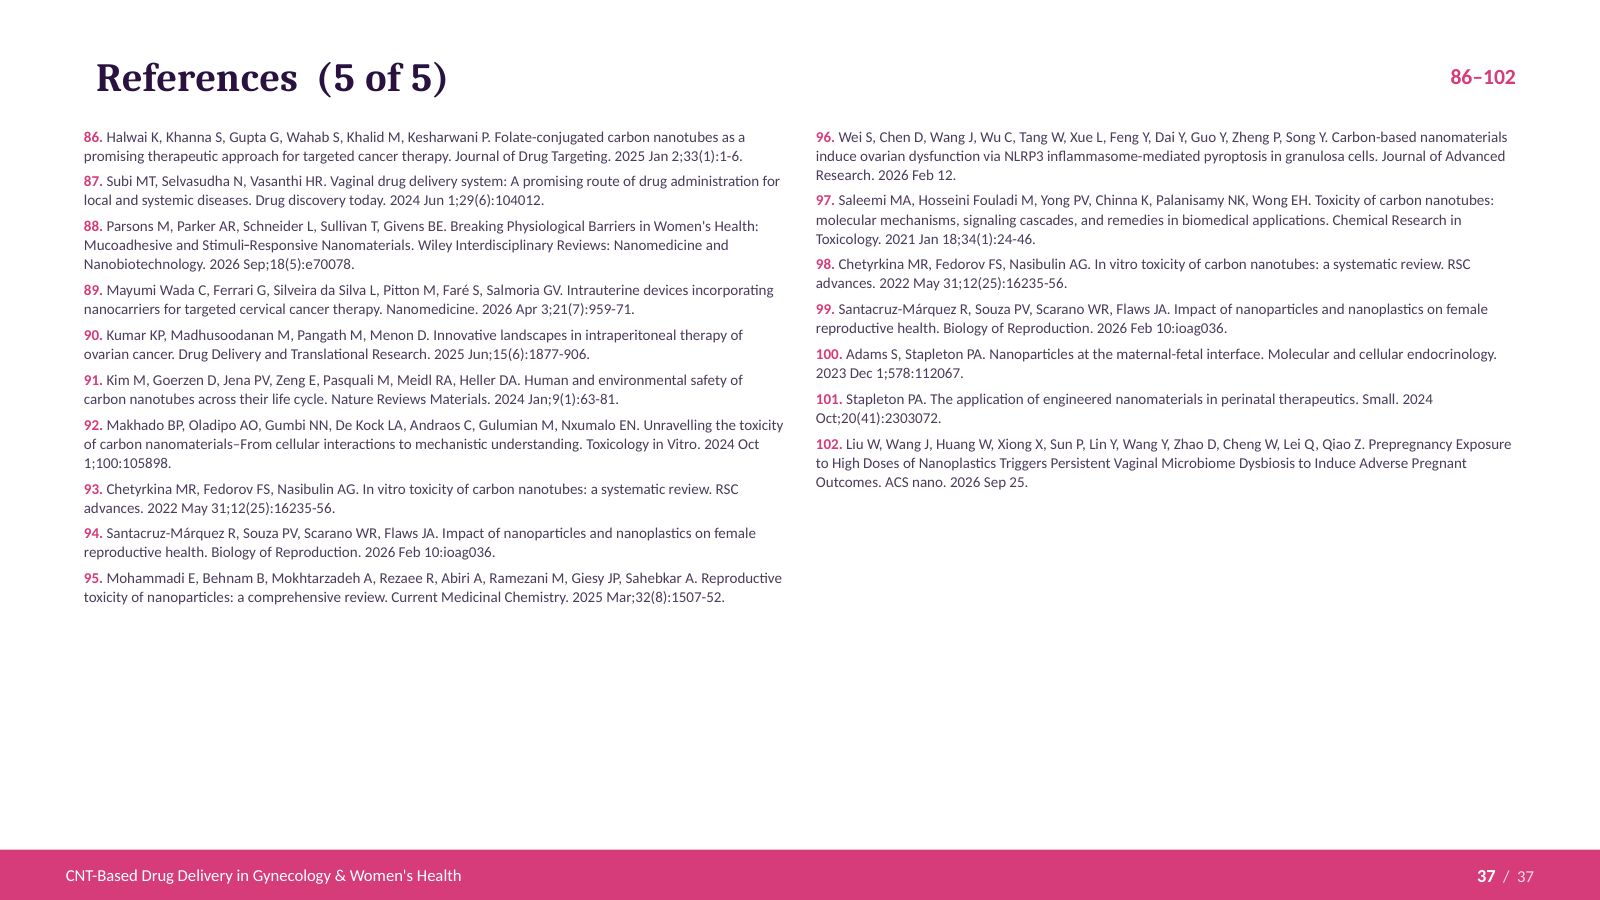 References (5 of 5)
86–102
86. Halwai K, Khanna S, Gupta G, Wahab S, Khalid M, Kesharwani P. Folate-conjugated carbon nanotubes as a
promising therapeutic approach for targeted cancer therapy. Journal of Drug Targeting. 2025 Jan 2;33(1):1-6.
87. Subi MT, Selvasudha N, Vasanthi HR. Vaginal drug delivery system: A promising route of drug administration for
local and systemic diseases. Drug discovery today. 2024 Jun 1;29(6):104012.
88. Parsons M, Parker AR, Schneider L, Sullivan T, Givens BE. Breaking Physiological Barriers in Women's Health:
Mucoadhesive and Stimuli‐Responsive Nanomaterials. Wiley Interdisciplinary Reviews: Nanomedicine and
Nanobiotechnology. 2026 Sep;18(5):e70078.
89. Mayumi Wada C, Ferrari G, Silveira da Silva L, Pitton M, Faré S, Salmoria GV. Intrauterine devices incorporating
nanocarriers for targeted cervical cancer therapy. Nanomedicine. 2026 Apr 3;21(7):959-71.
90. Kumar KP, Madhusoodanan M, Pangath M, Menon D. Innovative landscapes in intraperitoneal therapy of
ovarian cancer. Drug Delivery and Translational Research. 2025 Jun;15(6):1877-906.
91. Kim M, Goerzen D, Jena PV, Zeng E, Pasquali M, Meidl RA, Heller DA. Human and environmental safety of
carbon nanotubes across their life cycle. Nature Reviews Materials. 2024 Jan;9(1):63-81.
92. Makhado BP, Oladipo AO, Gumbi NN, De Kock LA, Andraos C, Gulumian M, Nxumalo EN. Unravelling the toxicity
of carbon nanomaterials–From cellular interactions to mechanistic understanding. Toxicology in Vitro. 2024 Oct
1;100:105898.
93. Chetyrkina MR, Fedorov FS, Nasibulin AG. In vitro toxicity of carbon nanotubes: a systematic review. RSC
advances. 2022 May 31;12(25):16235-56.
94. Santacruz-Márquez R, Souza PV, Scarano WR, Flaws JA. Impact of nanoparticles and nanoplastics on female
reproductive health. Biology of Reproduction. 2026 Feb 10:ioag036.
95. Mohammadi E, Behnam B, Mokhtarzadeh A, Rezaee R, Abiri A, Ramezani M, Giesy JP, Sahebkar A. Reproductive
toxicity of nanoparticles: a comprehensive review. Current Medicinal Chemistry. 2025 Mar;32(8):1507-52.
96. Wei S, Chen D, Wang J, Wu C, Tang W, Xue L, Feng Y, Dai Y, Guo Y, Zheng P, Song Y. Carbon-based nanomaterials
induce ovarian dysfunction via NLRP3 inflammasome-mediated pyroptosis in granulosa cells. Journal of Advanced
Research. 2026 Feb 12.
97. Saleemi MA, Hosseini Fouladi M, Yong PV, Chinna K, Palanisamy NK, Wong EH. Toxicity of carbon nanotubes:
molecular mechanisms, signaling cascades, and remedies in biomedical applications. Chemical Research in
Toxicology. 2021 Jan 18;34(1):24-46.
98. Chetyrkina MR, Fedorov FS, Nasibulin AG. In vitro toxicity of carbon nanotubes: a systematic review. RSC
advances. 2022 May 31;12(25):16235-56.
99. Santacruz-Márquez R, Souza PV, Scarano WR, Flaws JA. Impact of nanoparticles and nanoplastics on female
reproductive health. Biology of Reproduction. 2026 Feb 10:ioag036.
100. Adams S, Stapleton PA. Nanoparticles at the maternal-fetal interface. Molecular and cellular endocrinology.
2023 Dec 1;578:112067.
101. Stapleton PA. The application of engineered nanomaterials in perinatal therapeutics. Small. 2024
Oct;20(41):2303072.
102. Liu W, Wang J, Huang W, Xiong X, Sun P, Lin Y, Wang Y, Zhao D, Cheng W, Lei Q, Qiao Z. Prepregnancy Exposure
to High Doses of Nanoplastics Triggers Persistent Vaginal Microbiome Dysbiosis to Induce Adverse Pregnant
Outcomes. ACS nano. 2026 Sep 25.
CNT-Based Drug Delivery in Gynecology & Women's Health
37 / 37